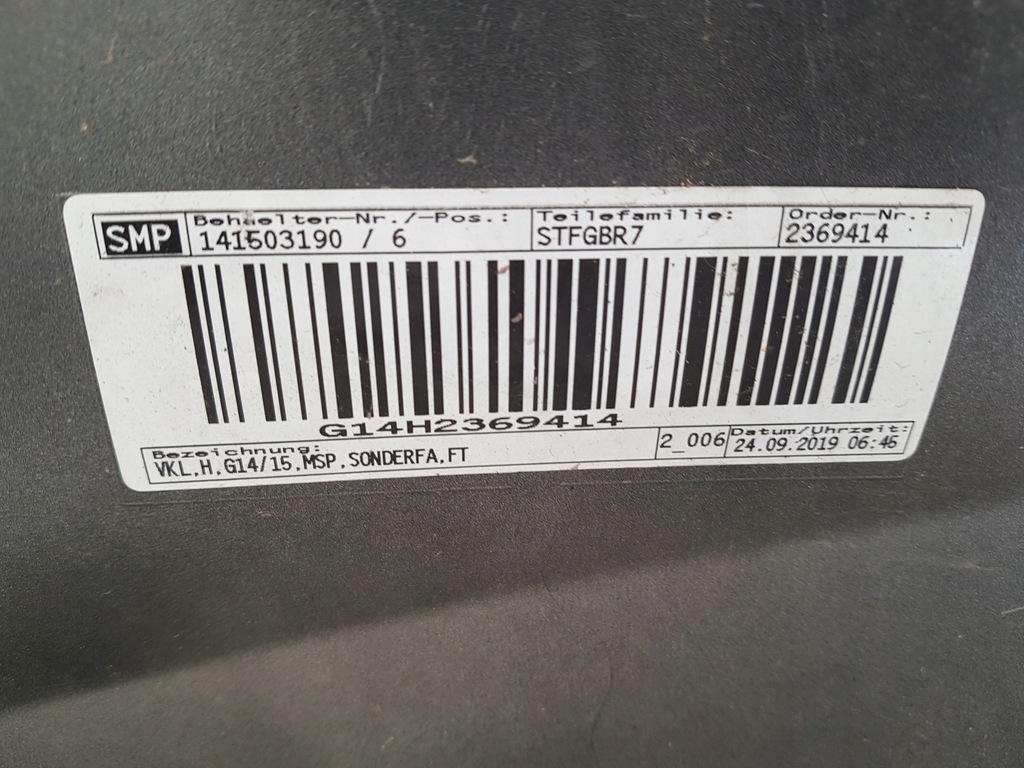 SMP
Behaelter-Nr./-Pos.: Teilefamilie: Order-Nr.:
141503190 / 6 STFGBR7 2369414
G14H2369414
Bezeichnung: 2_006 Datum/Uhrzeit:
VKL,H,G14/15,MSP,SONDERFA,FT 24.09.2019 06:45